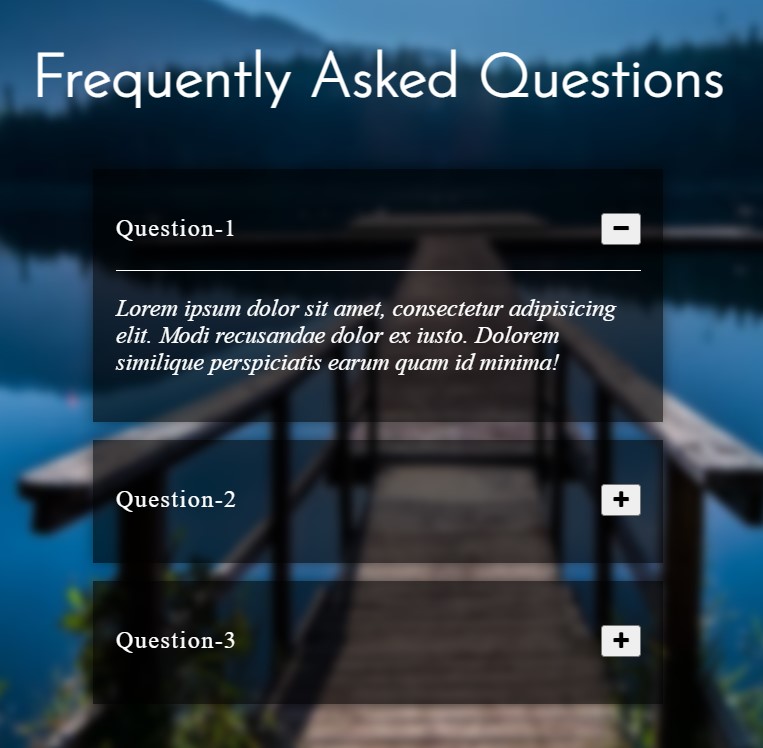 Frequently Asked Questions
Question-1
Lorem ipsum dolor sit amet, consectetur adipisicing
elit. Modi recusandae dolor ex iusto. Dolorem
similique perspiciatis earum quam id minima!
Question-2
Question-3